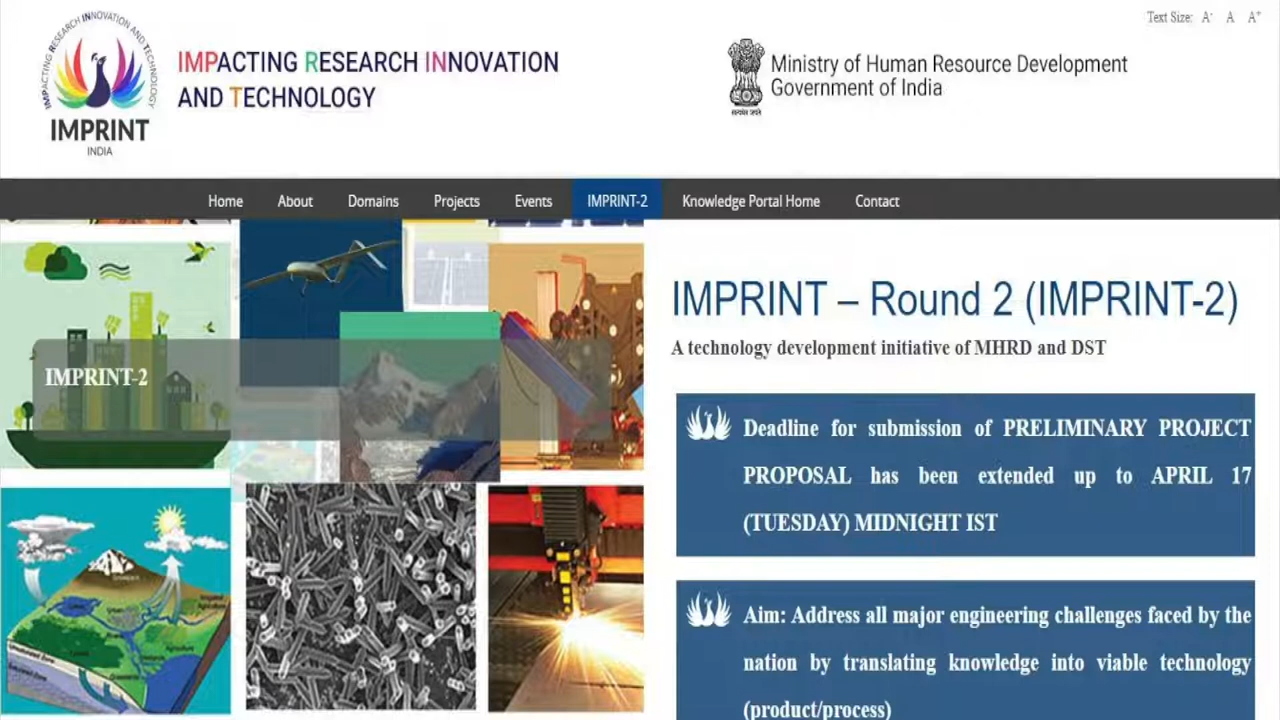 Text Size: A- A A+
IMPACTING RESEARCH INNOVATION AND TECHNOLOGY
IMPRINT
INDIA
IMPACTING RESEARCH INNOVATION
AND TECHNOLOGY
Ministry of Human Resource Development
Government of India
सत्यमेव जयते
Home About Domains Projects Events IMPRINT-2 Knowledge Portal Home Contact
IMPRINT-2
IMPRINT – Round 2 (IMPRINT-2)
A technology development initiative of MHRD and DST
Deadline for submission of PRELIMINARY PROJECT
PROPOSAL has been extended up to APRIL 17
(TUESDAY) MIDNIGHT IST
Aim: Address all major engineering challenges faced by the
nation by translating knowledge into viable technology
(product/process)